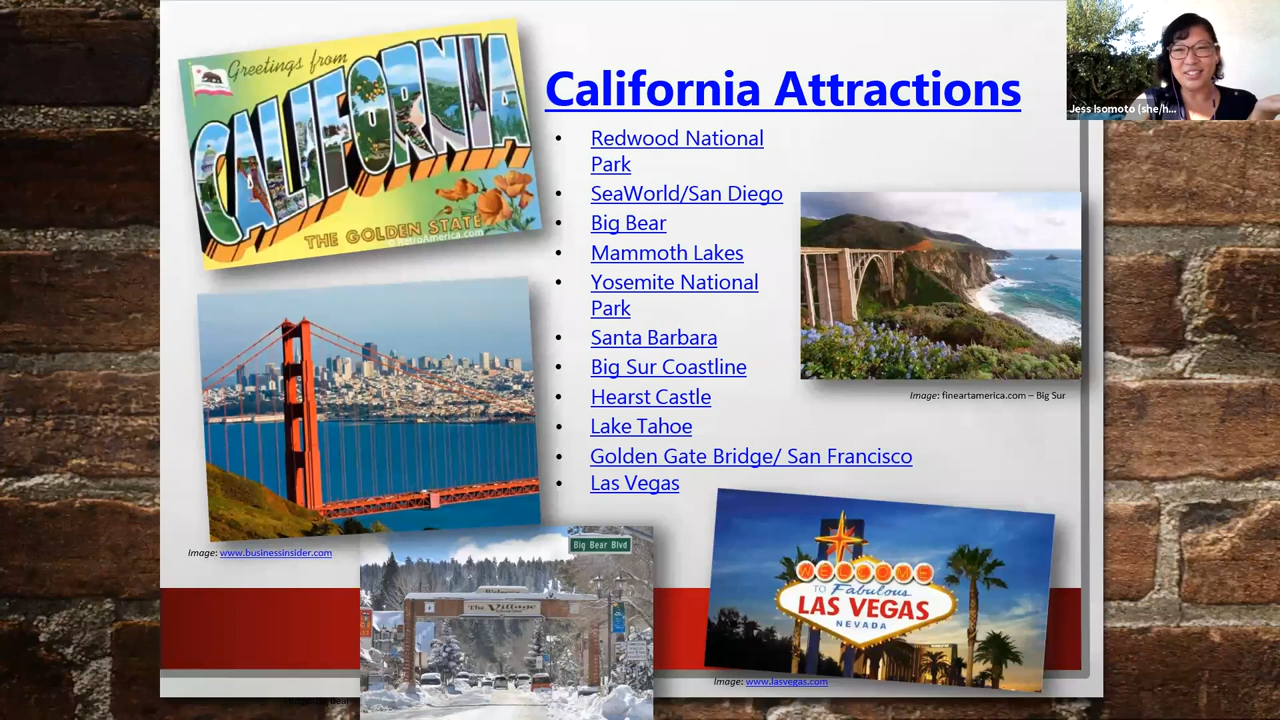 Greetings from
CALIFORNIA
THE GOLDEN STATE
California Attractions
• Redwood National
Park
• SeaWorld/San Diego
• Big Bear
• Mammoth Lakes
• Yosemite National
Park
• Santa Barbara
• Big Sur Coastline
• Hearst Castle
• Lake Tahoe
• Golden Gate Bridge/ San Francisco
• Las Vegas
Jess Isomoto (she/h...
Image: fineartamerica.com – Big Sur
Image: www.businessinsider.com
Big Bear Blvd
The Village
WELCOME
TO Fabulous
LAS VEGAS
NEVADA
Image: www.lasvegas.com